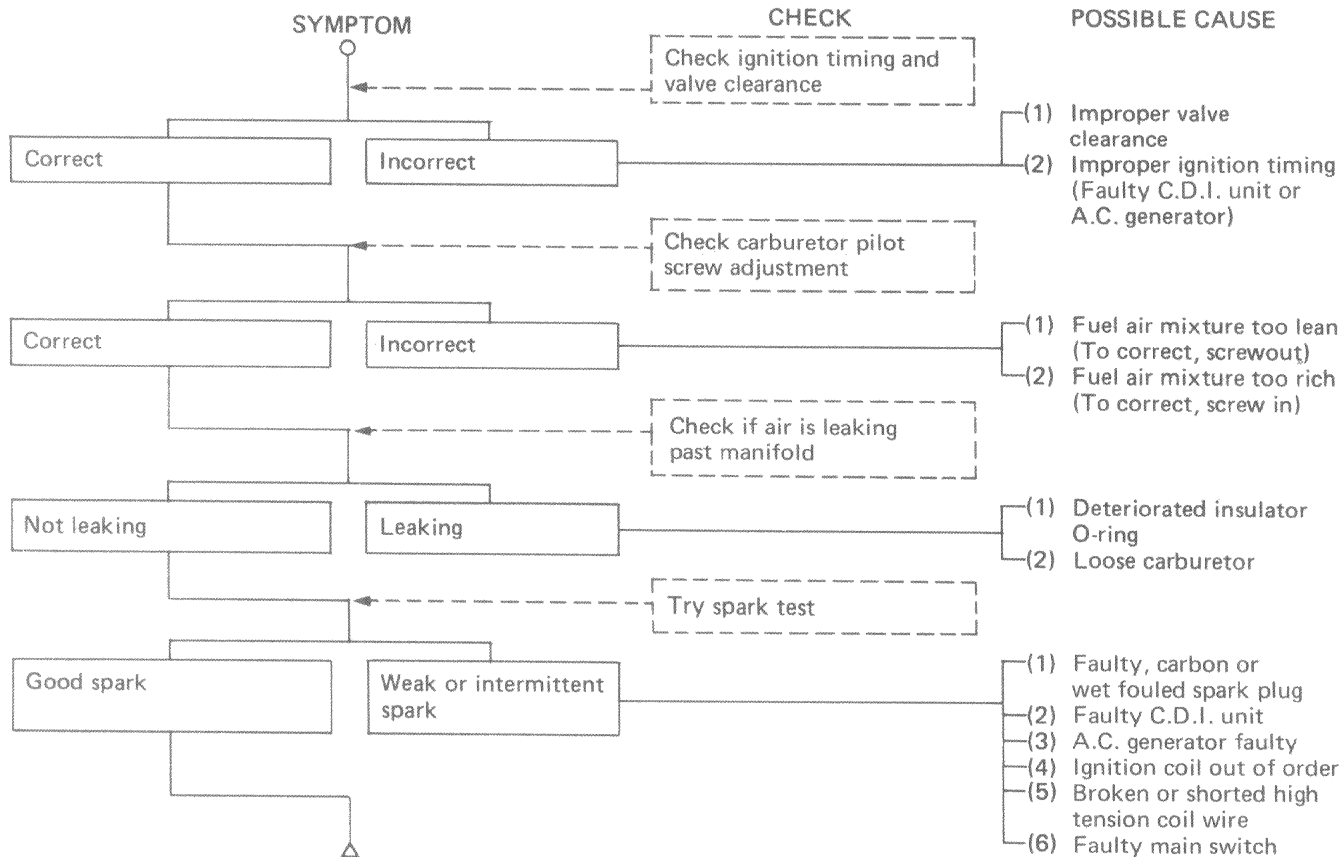 SYMPTOM
CHECK
POSSIBLE CAUSE
Check ignition timing and
valve clearance
Correct
Incorrect
(1) Improper valve
clearance
(2) Improper ignition timing
(Faulty C.D.I. unit or
A.C. generator)
Check carburetor pilot
screw adjustment
Correct
Incorrect
(1) Fuel air mixture too lean
(To correct, screwout)
(2) Fuel air mixture too rich
(To correct, screw in)
Check if air is leaking
past manifold
Not leaking
Leaking
(1) Deteriorated insulator
O-ring
(2) Loose carburetor
Try spark test
Good spark
Weak or intermittent
spark
(1) Faulty, carbon or
wet fouled spark plug
(2) Faulty C.D.I. unit
(3) A.C. generator faulty
(4) Ignition coil out of order
(5) Broken or shorted high
tension coil wire
(6) Faulty main switch